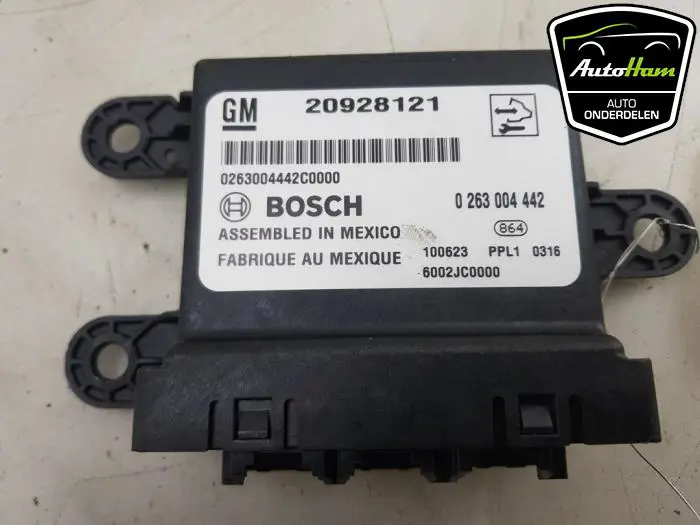 AutoHam
AUTO
ONDERDELEN
GM 20928121
0263004442C0000
BOSCH 0 263 004 442
ASSEMBLED IN MEXICO 864
FABRIQUE AU MEXIQUE 100623 PPL1 0316
6002JC0000